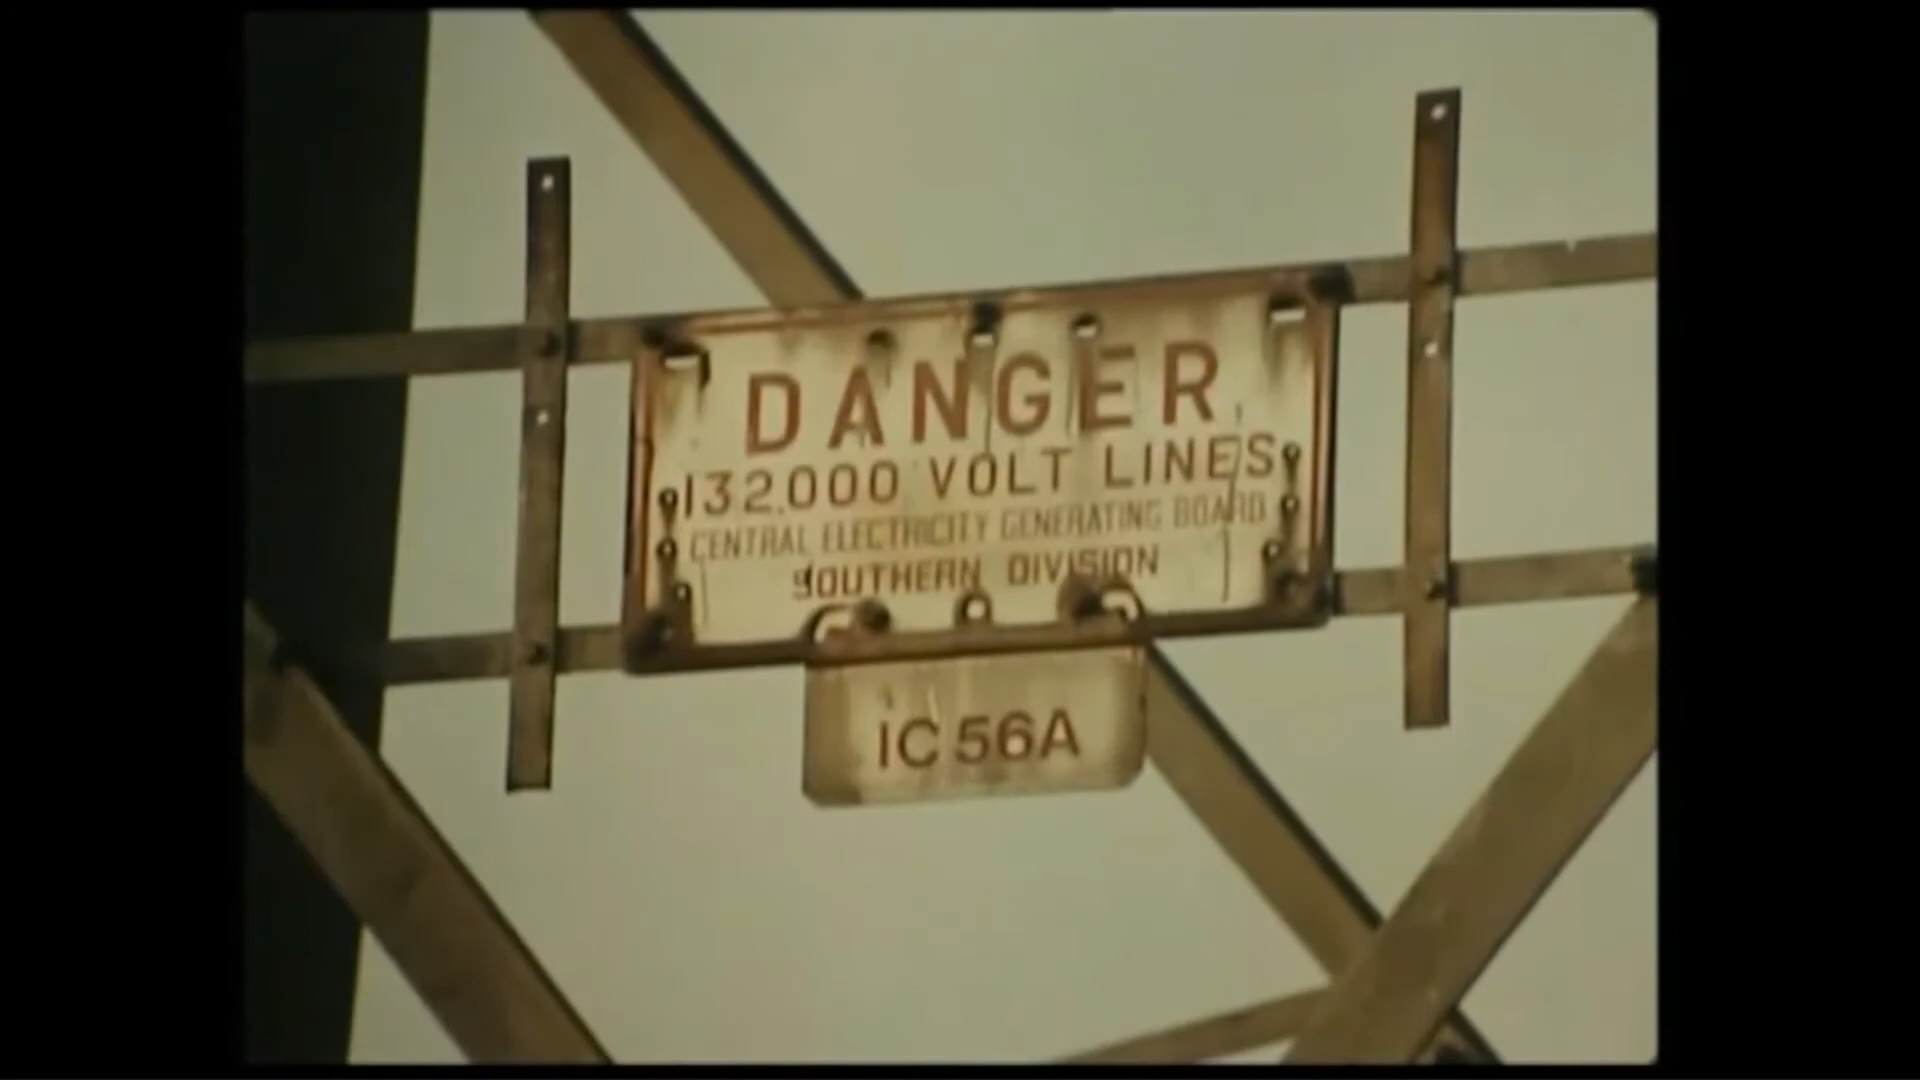 DANGER
132,000 VOLT LINES
CENTRAL ELECTRICITY GENERATING BOARD
SOUTHERN DIVISION
IC 56A